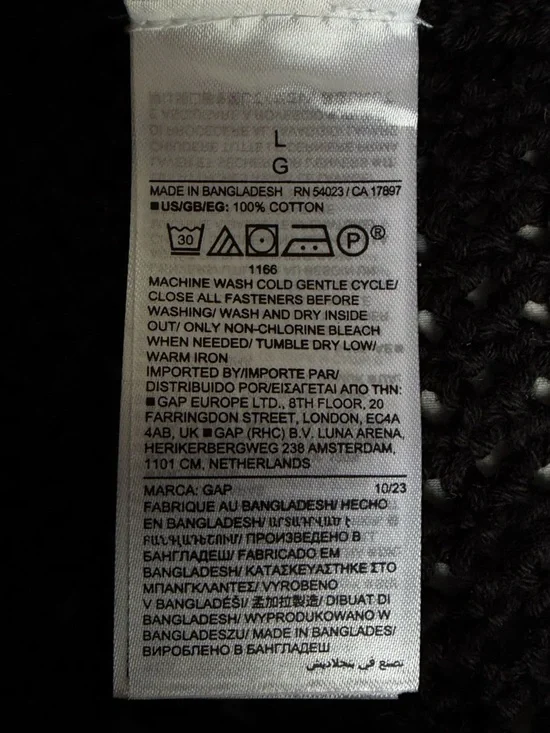 L
G
MADE IN BANGLADESH RN 54023 / CA 17897
■US/GB/EG: 100% COTTON
30 P®
1166
MACHINE WASH COLD GENTLE CYCLE/
CLOSE ALL FASTENERS BEFORE
WASHING/ WASH AND DRY INSIDE
OUT/ ONLY NON-CHLORINE BLEACH
WHEN NEEDED/ TUMBLE DRY LOW/
WARM IRON
IMPORTED BY/IMPORTE PAR/
DISTRIBUIDO POR/ΕΙΣΑΓΕΤΑΙ ΑΠΟ ΤΗΝ:
■GAP EUROPE LTD., 8TH FLOOR, 20
FARRINGDON STREET, LONDON, EC4A
4AB, UK ■GAP (RHC) B.V. LUNA ARENA,
HERIKERBERGWEG 238 AMSTERDAM,
1101 CM, NETHERLANDS
MARCA: GAP 10/23
FABRIQUE AU BANGLADESH/ HECHO
EN BANGLADESH/ ԱՐՏԱԴՐՎԱԾ Է
ԲԱՆԳԼԱԴԵՇՈՒՄ/ ПРОИЗВЕДЕНО В
БАНГЛАДЕШ/ FABRICADO EM
BANGLADESH/ ΚΑΤΑΣΚΕΥΑΣΤΗΚΕ ΣΤΟ
ΜΠΑΝΓΚΛΑΝΤΕΣ/ VYROBENO
V BANGLADÉŠI/ 孟加拉製造/ DIBUAT DI
BANGLADESH/ WYPRODUKOWANO W
BANGLADESZU/ MADE IN BANGLADES/
ВИРОБЛЕНО В БАНГЛАДЕШ
صنع في بنجلاديش